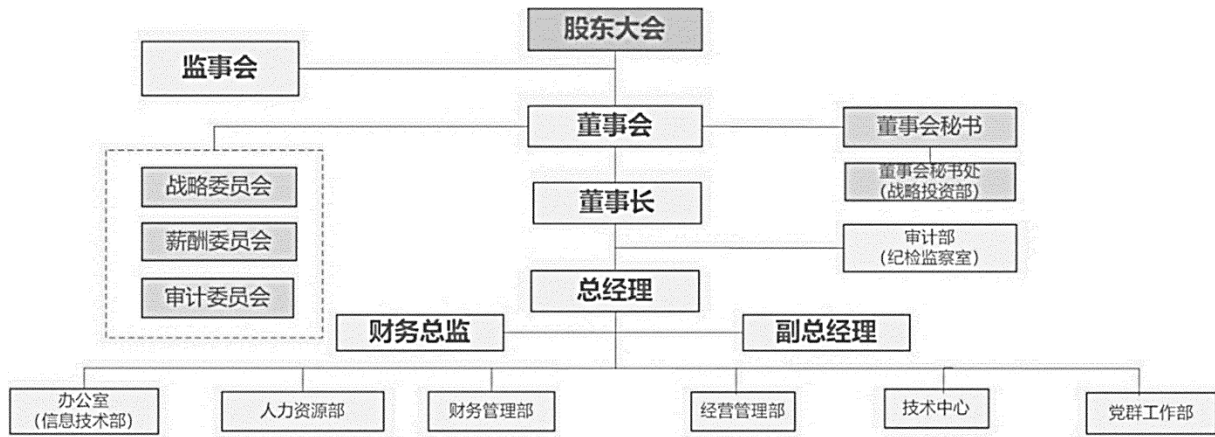 股东大会
监事会
董事会
董事会秘书
战略委员会
董事会秘书处
(战略投资部)
董事长
薪酬委员会
审计部
(纪检监察室)
审计委员会
总经理
财务总监
副总经理
办公室
(信息技术部)
人力资源部
财务管理部
经营管理部
技术中心
党群工作部